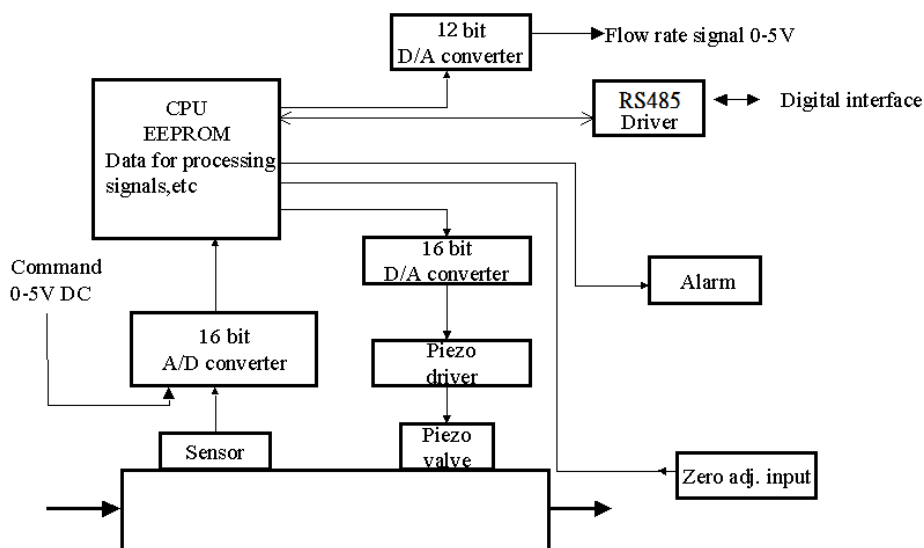 12 bit
D/A converter
Flow rate signal 0-5V
CPU
EEPROM
Data for processing
signals,etc
RS485
Driver
Digital interface
16 bit
D/A converter
Command
0-5V DC
Alarm
16 bit
A/D converter
Piezo
driver
Sensor
Piezo
valve
Zero adj. input